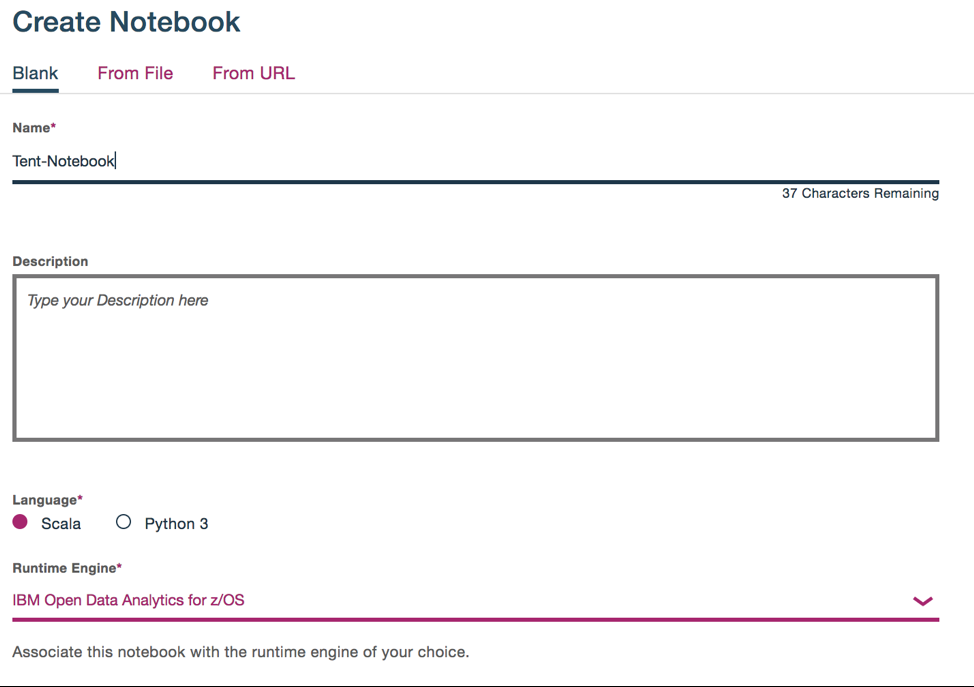 Create Notebook
Blank From File From URL
Name*
Tent-Notebook
37 Characters Remaining
Description
Type your Description here
Language*
Scala Python 3
Runtime Engine*
IBM Open Data Analytics for z/OS
Associate this notebook with the runtime engine of your choice.